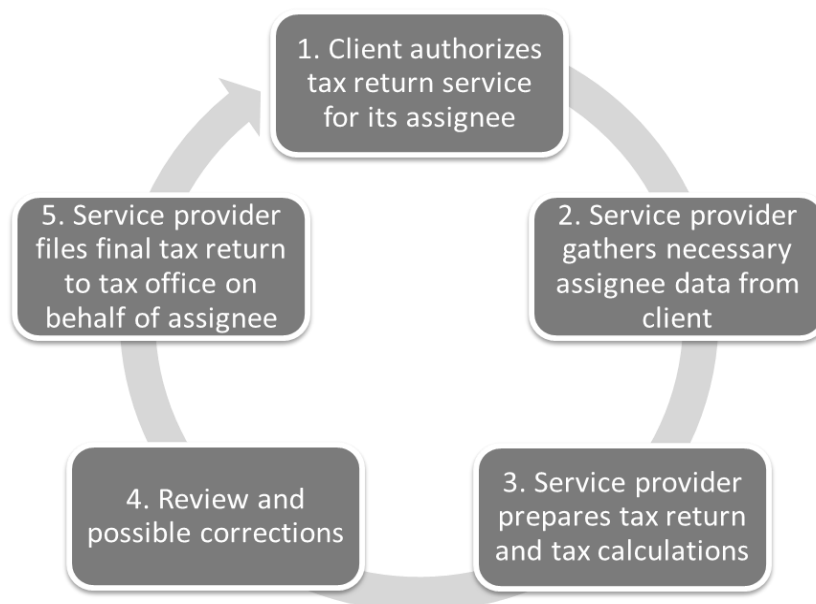 1. Client authorizes
tax return service
for its assignee
2. Service provider
gathers necessary
assignee data from
client
3. Service provider
prepares tax return
and tax calculations
4. Review and
possible corrections
5. Service provider
files final tax return
to tax office on
behalf of assignee